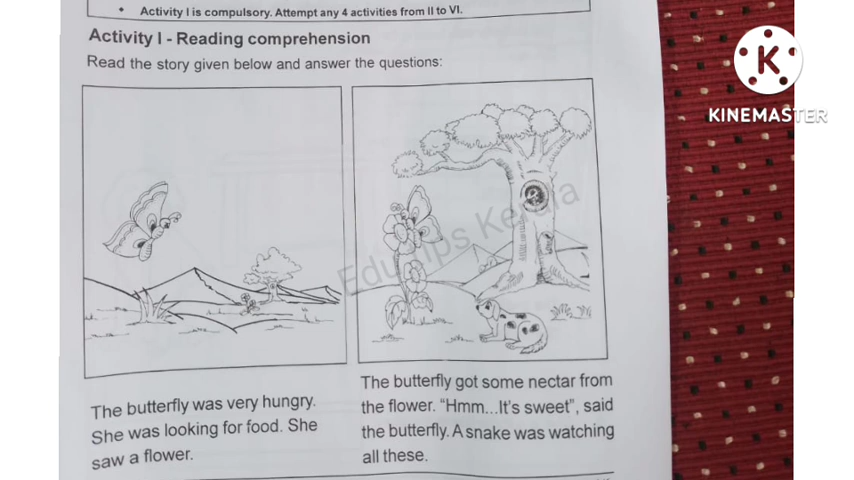 • Activity I is compulsory. Attempt any 4 activities from II to VI.
Activity I - Reading comprehension
Read the story given below and answer the questions:
The butterfly was very hungry.
She was looking for food. She
saw a flower.
The butterfly got some nectar from
the flower. “Hmm...It's sweet”, said
the butterfly. A snake was watching
all these.
Edutips Kerala
K
KINEMASTER